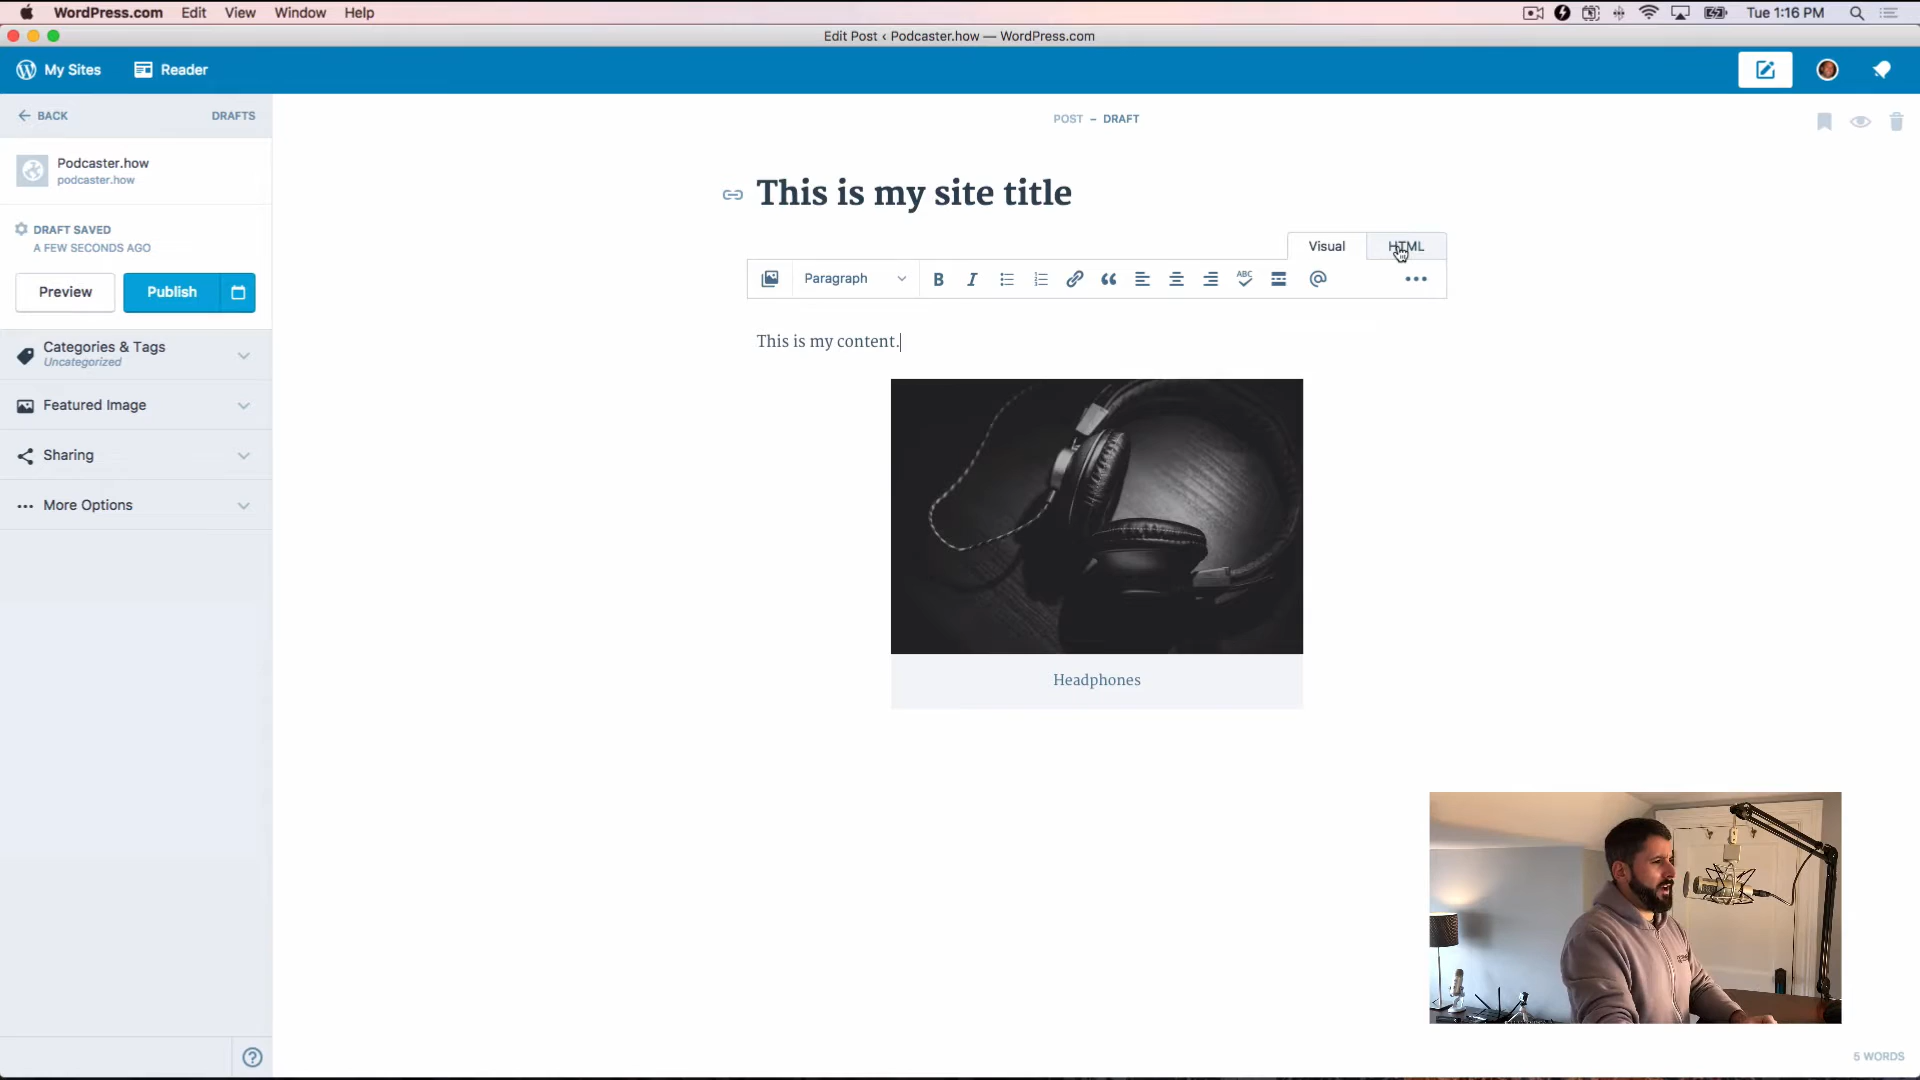 WordPress.com Edit View Window Help Tue 1:16 PM
Edit Post ‹ Podcaster.how — WordPress.com
My Sites Reader
BACK DRAFTS
POST – DRAFT
Podcaster.how
podcaster.how
This is my site title
DRAFT SAVED
A FEW SECONDS AGO
Visual HTML
Preview Publish
Paragraph B I ABC
Categories & Tags
Uncategorized
This is my content.
Featured Image
Sharing
More Options
Headphones
5 WORDS